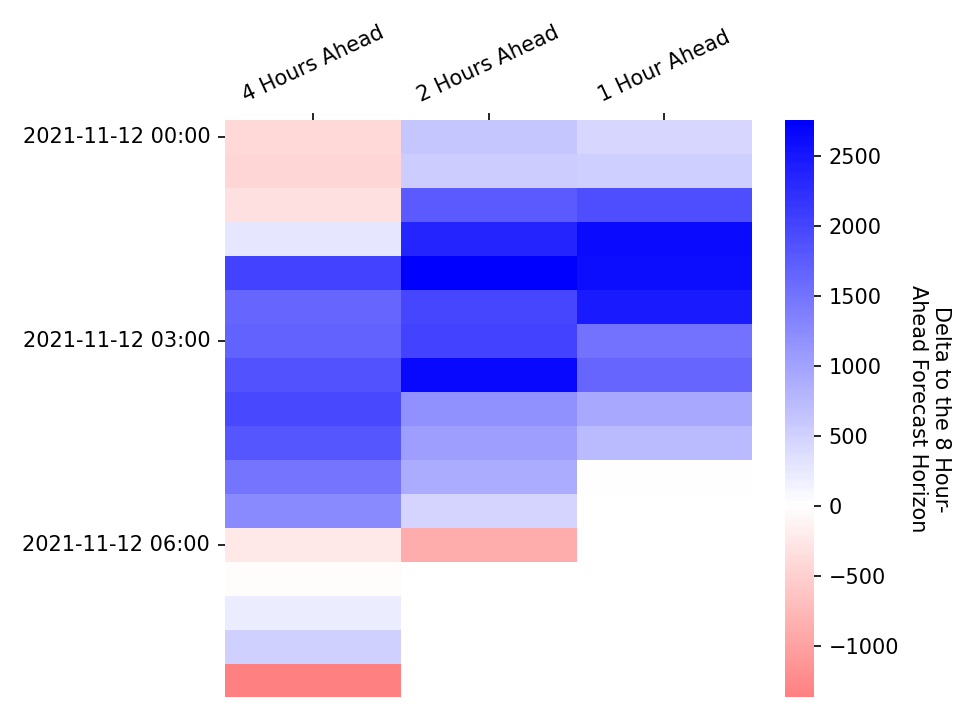 4 Hours Ahead
2 Hours Ahead
1 Hour Ahead
2021-11-12 00:00
2021-11-12 03:00
2021-11-12 06:00
2500
2000
1500
1000
500
0
−500
−1000
Delta to the 8 Hour-
Ahead Forecast Horizon